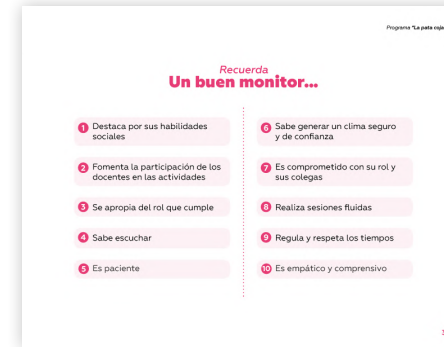 Programa "La pata coja
Recuerda
Un buen monitor...
1 Destaca por sus habilidades
sociales
2 Fomenta la participación de los
docentes en las actividades
3 Se apropia del rol que cumple
4 Sabe escuchar
5 Es paciente
6 Sabe generar un clima seguro
y de confianza
7 Es comprometido con su rol y
sus colegas
8 Realiza sesiones fluidas
9 Regula y respeta los tiempos
10 Es empático y comprensivo